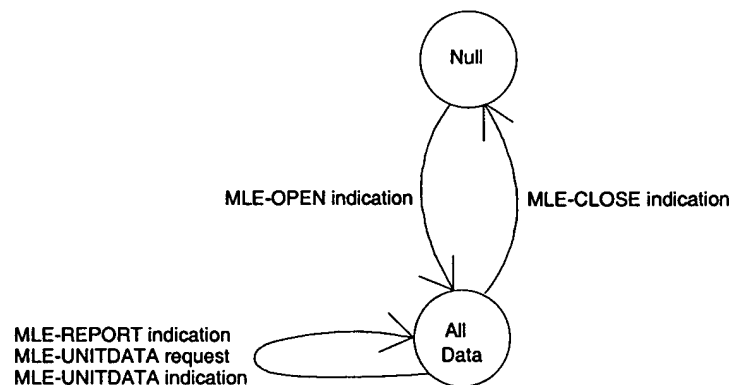 Null
MLE-OPEN indication
MLE-CLOSE indication
All
Data
MLE-REPORT indication
MLE-UNITDATA request
MLE-UNITDATA indication